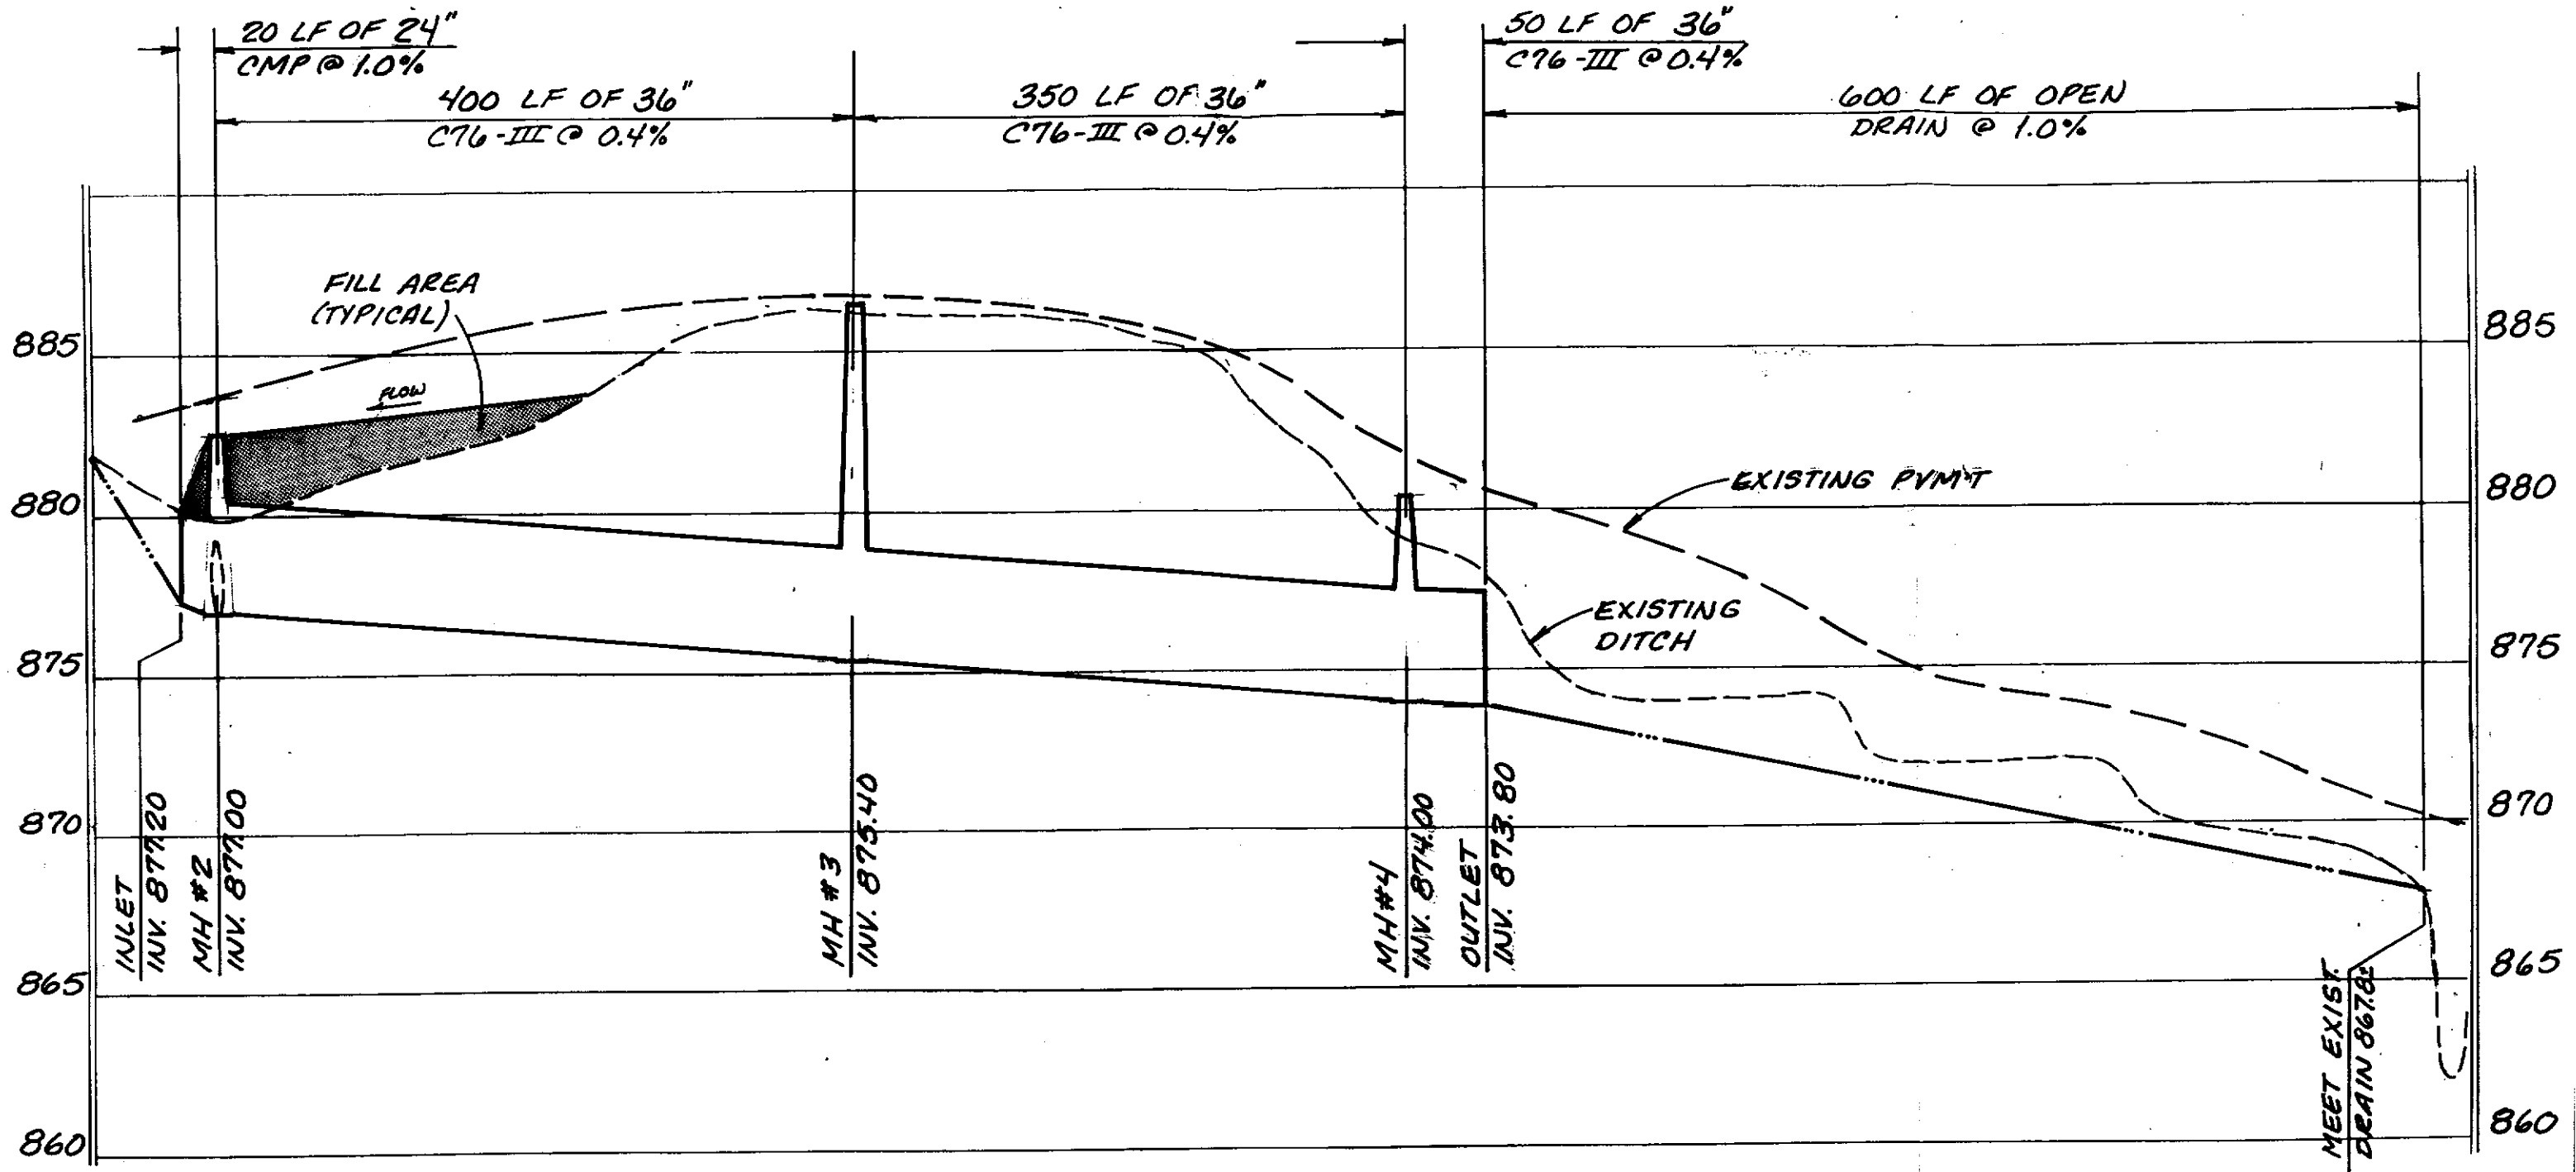 20 LF OF 24"
CMP @ 1.0%
50 LF OF 36"
C76-III @ 0.4%
400 LF OF 36"
C76-III @ 0.4%
350 LF OF 36"
C76-III @ 0.4%
600 LF OF OPEN
DRAIN @ 1.0%
FILL AREA
(TYPICAL)
FLOW
885
885
880
880
EXISTING PVM'T
EXISTING
DITCH
875
875
870
870
865
865
860
860
INLET
INV. 877.20
MH #2
INV. 877.00
MH #3
INV. 875.40
MH #4
INV. 874.00
OUTLET
INV. 873.80
MEET EXIST.
DRAIN 867.8±